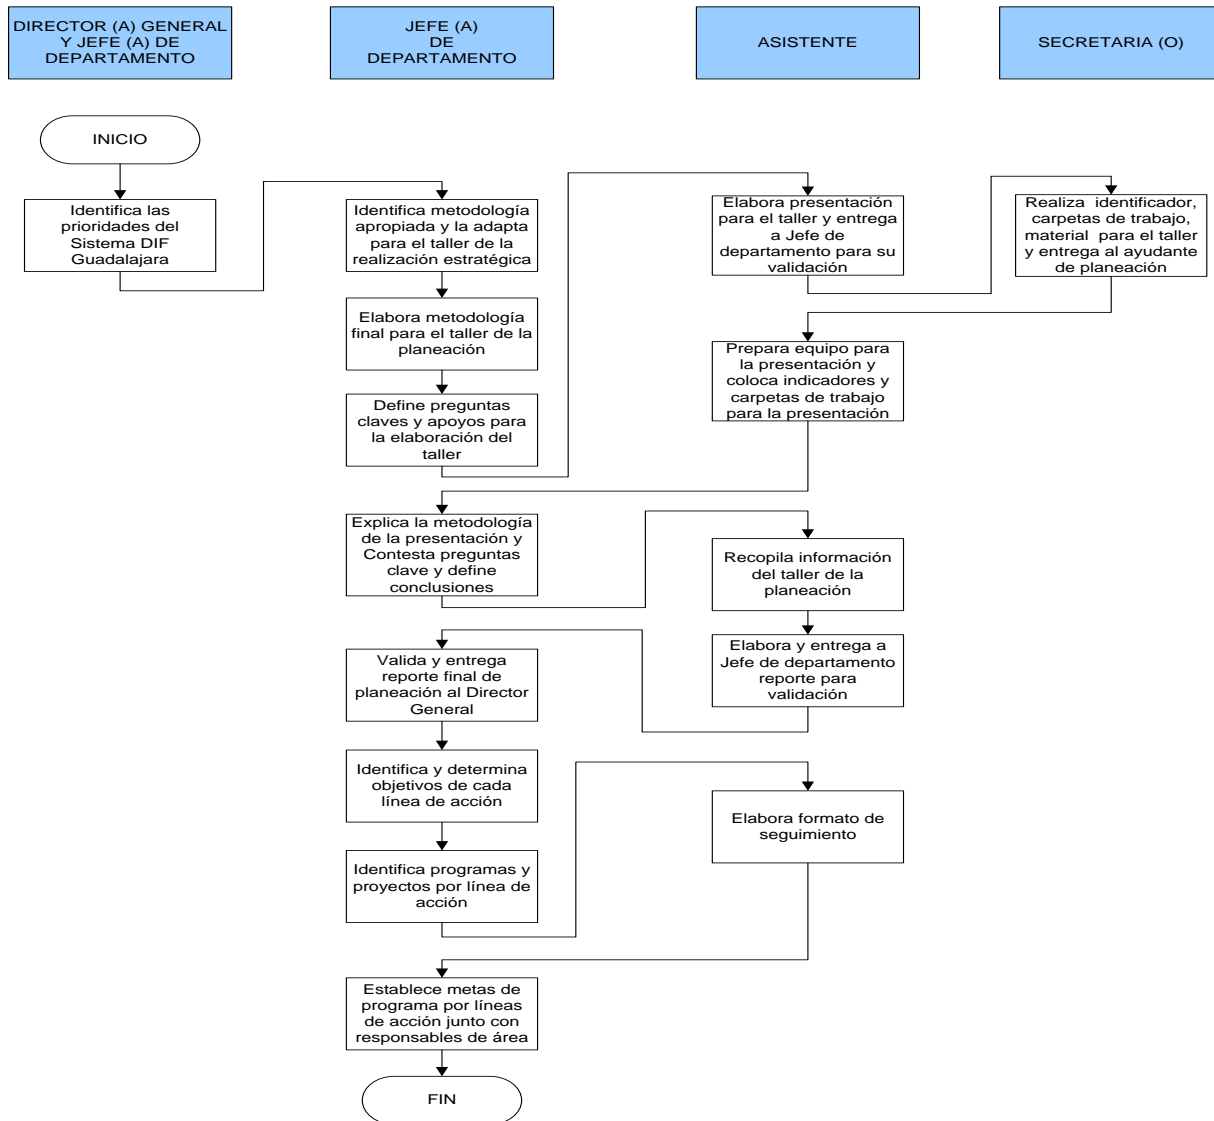 DIRECTOR (A) GENERAL
Y JEFE (A) DE
DEPARTAMENTO
JEFE (A)
DE
DEPARTAMENTO
ASISTENTE
SECRETARIA (O)
INICIO
Identifica las
prioridades del
Sistema DIF
Guadalajara
Identifica metodología
apropiada y la adapta
para el taller de la
realización estratégica
Elabora metodología
final para el taller de la
planeación
Define preguntas
claves y apoyos para
la elaboración del
taller
Elabora presentación
para el taller y entrega
a Jefe de
departamento para su
validación
Realiza identificador,
carpetas de trabajo,
material para el taller
y entrega al ayudante
de planeación
Prepara equipo para
la presentación y
coloca indicadores y
carpetas de trabajo
para la presentación
Explica la metodología
de la presentación y
Contesta preguntas
clave y define
conclusiones
Recopila información
del taller de la
planeación
Elabora y entrega a
Jefe de departamento
reporte para
validación
Valida y entrega
reporte final de
planeación al Director
General
Identifica y determina
objetivos de cada
línea de acción
Identifica programas y
proyectos por línea de
acción
Elabora formato de
seguimiento
Establece metas de
programa por líneas
de acción junto con
responsables de área
FIN